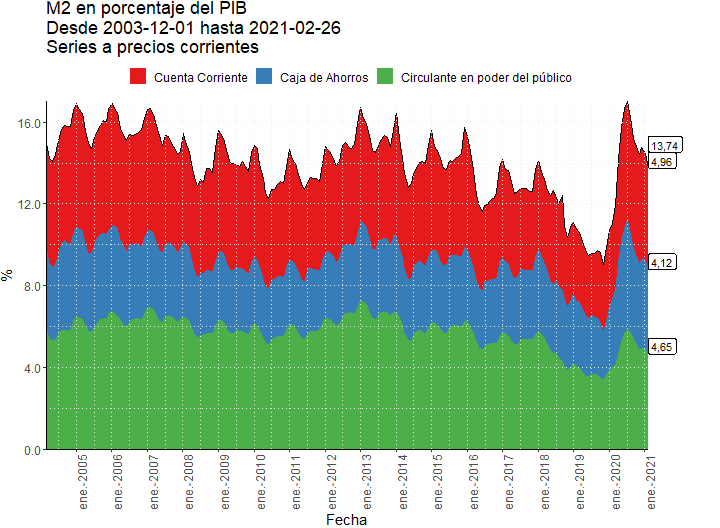 M2 en porcentaje del PIB
Desde 2003-12-01 hasta 2021-02-26
Series a precios corrientes
Cuenta Corriente Caja de Ahorros Circulante en poder del público
16.0
12.0
8.0
4.0
0.0
%
13,74
4,96
4,12
4,65
ene.-2005
ene.-2006
ene.-2007
ene.-2008
ene.-2009
ene.-2010
ene.-2011
ene.-2012
ene.-2013
ene.-2014
ene.-2015
ene.-2016
ene.-2017
ene.-2018
ene.-2019
ene.-2020
ene.-2021
Fecha